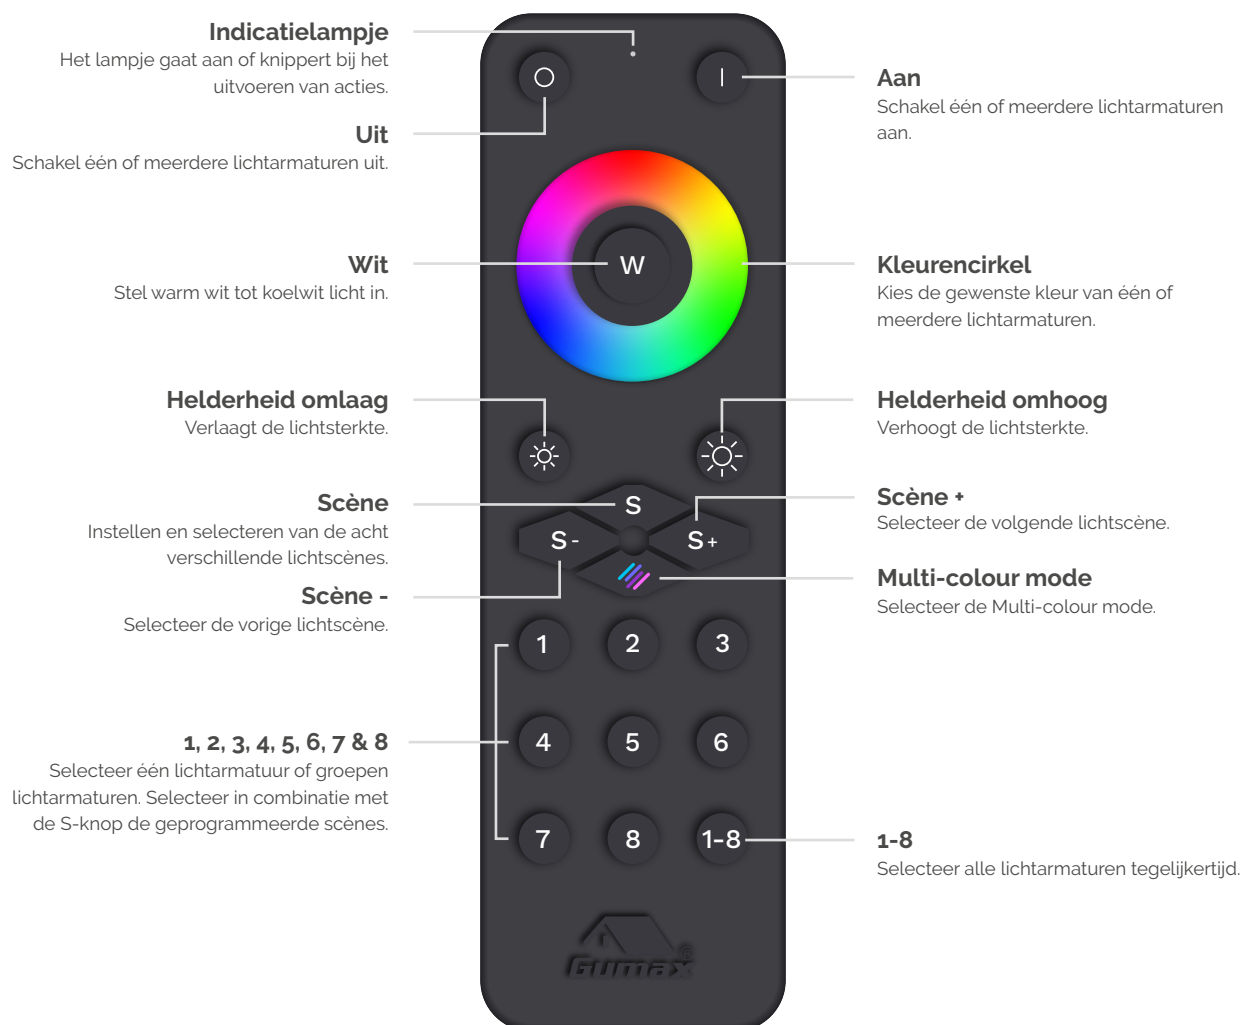 Indicatielampje
Het lampje gaat aan of knippert bij het
uitvoeren van acties.
Uit
Schakel één of meerdere lichtarmaturen uit.
Wit
Stel warm wit tot koelwit licht in.
Helderheid omlaag
Verlaagt de lichtsterkte.
Scène
Instellen en selecteren van de acht
verschillende lichtscènes.
Scène -
Selecteer de vorige lichtscène.
1, 2, 3, 4, 5, 6, 7 & 8
Selecteer één lichtarmatuur of groepen
lichtarmaturen. Selecteer in combinatie met
de S-knop de geprogrammeerde scènes.
W
S
S -
S +
1 2 3
4 5 6
7 8 1-8
Gumax®
Aan
Schakel één of meerdere lichtarmaturen
aan.
Kleurencirkel
Kies de gewenste kleur van één of
meerdere lichtarmaturen.
Helderheid omhoog
Verhoogt de lichtsterkte.
Scène +
Selecteer de volgende lichtscène.
Multi-colour mode
Selecteer de Multi-colour mode.
1-8
Selecteer alle lichtarmaturen tegelijkertijd.